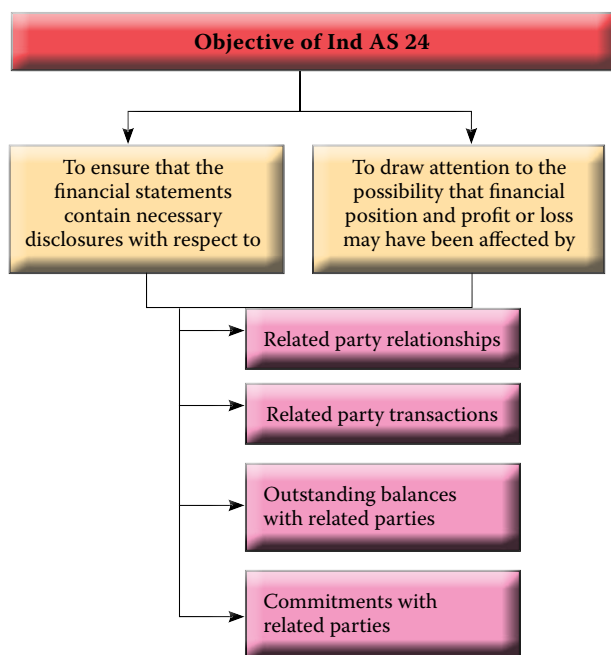 Objective of Ind AS 24
To ensure that the
financial statements
contain necessary
disclosures with respect to
To draw attention to the
possibility that financial
position and profit or loss
may have been affected by
Related party relationships
Related party transactions
Outstanding balances
with related parties
Commitments with
related parties